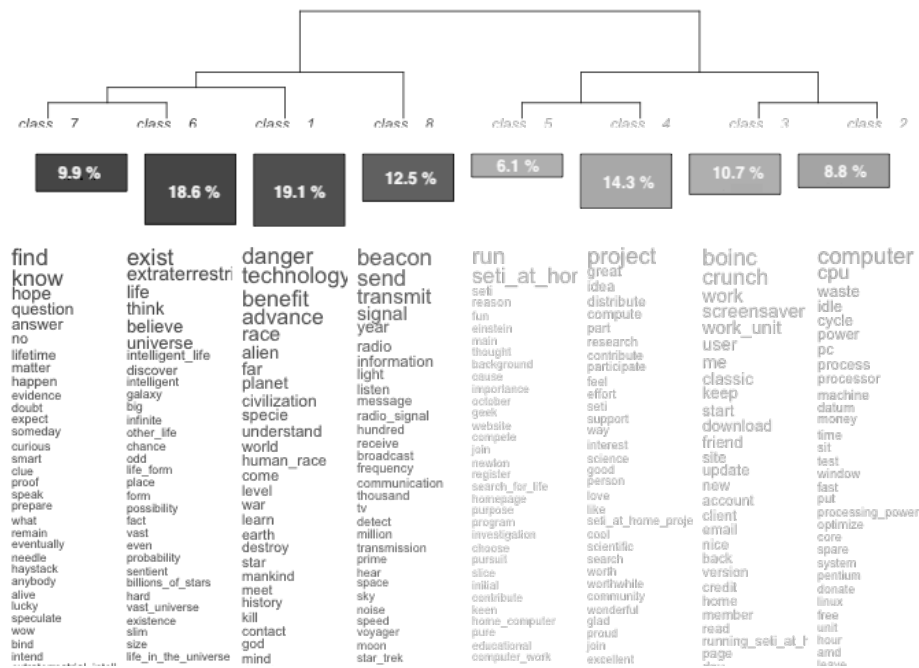 class 7
class 6
class 1
class 8
class 5
class 4
class 3
class 2
9.9 %
18.6 %
19.1 %
12.5 %
6.1 %
14.3 %
10.7 %
8.8 %
find
know
hope
question
answer
no
lifetime
matter
happen
evidence
doubt
expect
someday
curious
smart
clue
proof
speak
prepare
what
remain
eventually
needle
haystack
anybody
alive
lucky
speculate
wow
bind
intend
exist
extraterrestri
life
think
believe
universe
intelligent_life
discover
intelligent
galaxy
big
infinite
other_life
chance
odd
life_form
place
form
possibility
fact
vast
even
probability
sentient
billions_of_stars
hard
vast_universe
existence
slim
size
life_in_the_universe
danger
technology
benefit
advance
race
alien
far
planet
civilization
specie
understand
world
human_race
come
level
war
learn
earth
destroy
star
mankind
meet
history
kill
contact
god
mind
beacon
send
transmit
signal
year
radio
information
light
listen
message
radio_signal
hundred
receive
broadcast
frequency
communication
thousand
tv
detect
million
transmission
prime
hear
space
sky
noise
speed
voyager
moon
star_trek
run
seti_at_hor
seti
reason
fun
einstein
main
thought
background
cause
importance
october
geek
website
compete
join
newton
register
search_for_life
homepage
purpose
program
investigation
choose
pursuit
slice
initial
contribute
keen
home_computer
pure
educational
computer_work
project
great
idea
distribute
compute
part
research
contribute
participate
feel
effort
seti
support
way
interest
science
good
person
love
like
seti_at_home_proje
cool
scientific
search
worth
worthwhite
community
wonderful
glad
proud
join
excellent
boinc
crunch
work
screensaver
work_unit
user
me
classic
keep
start
download
friend
site
update
new
account
client
email
nice
back
version
credit
home
member
read
running_seti_at_h
page
computer
cpu
waste
idle
cycle
power
pc
process
processor
machine
datum
money
time
sit
test
window
fast
put
processing_power
optimize
core
spare
system
pentium
donate
linux
free
unit
hour
amd